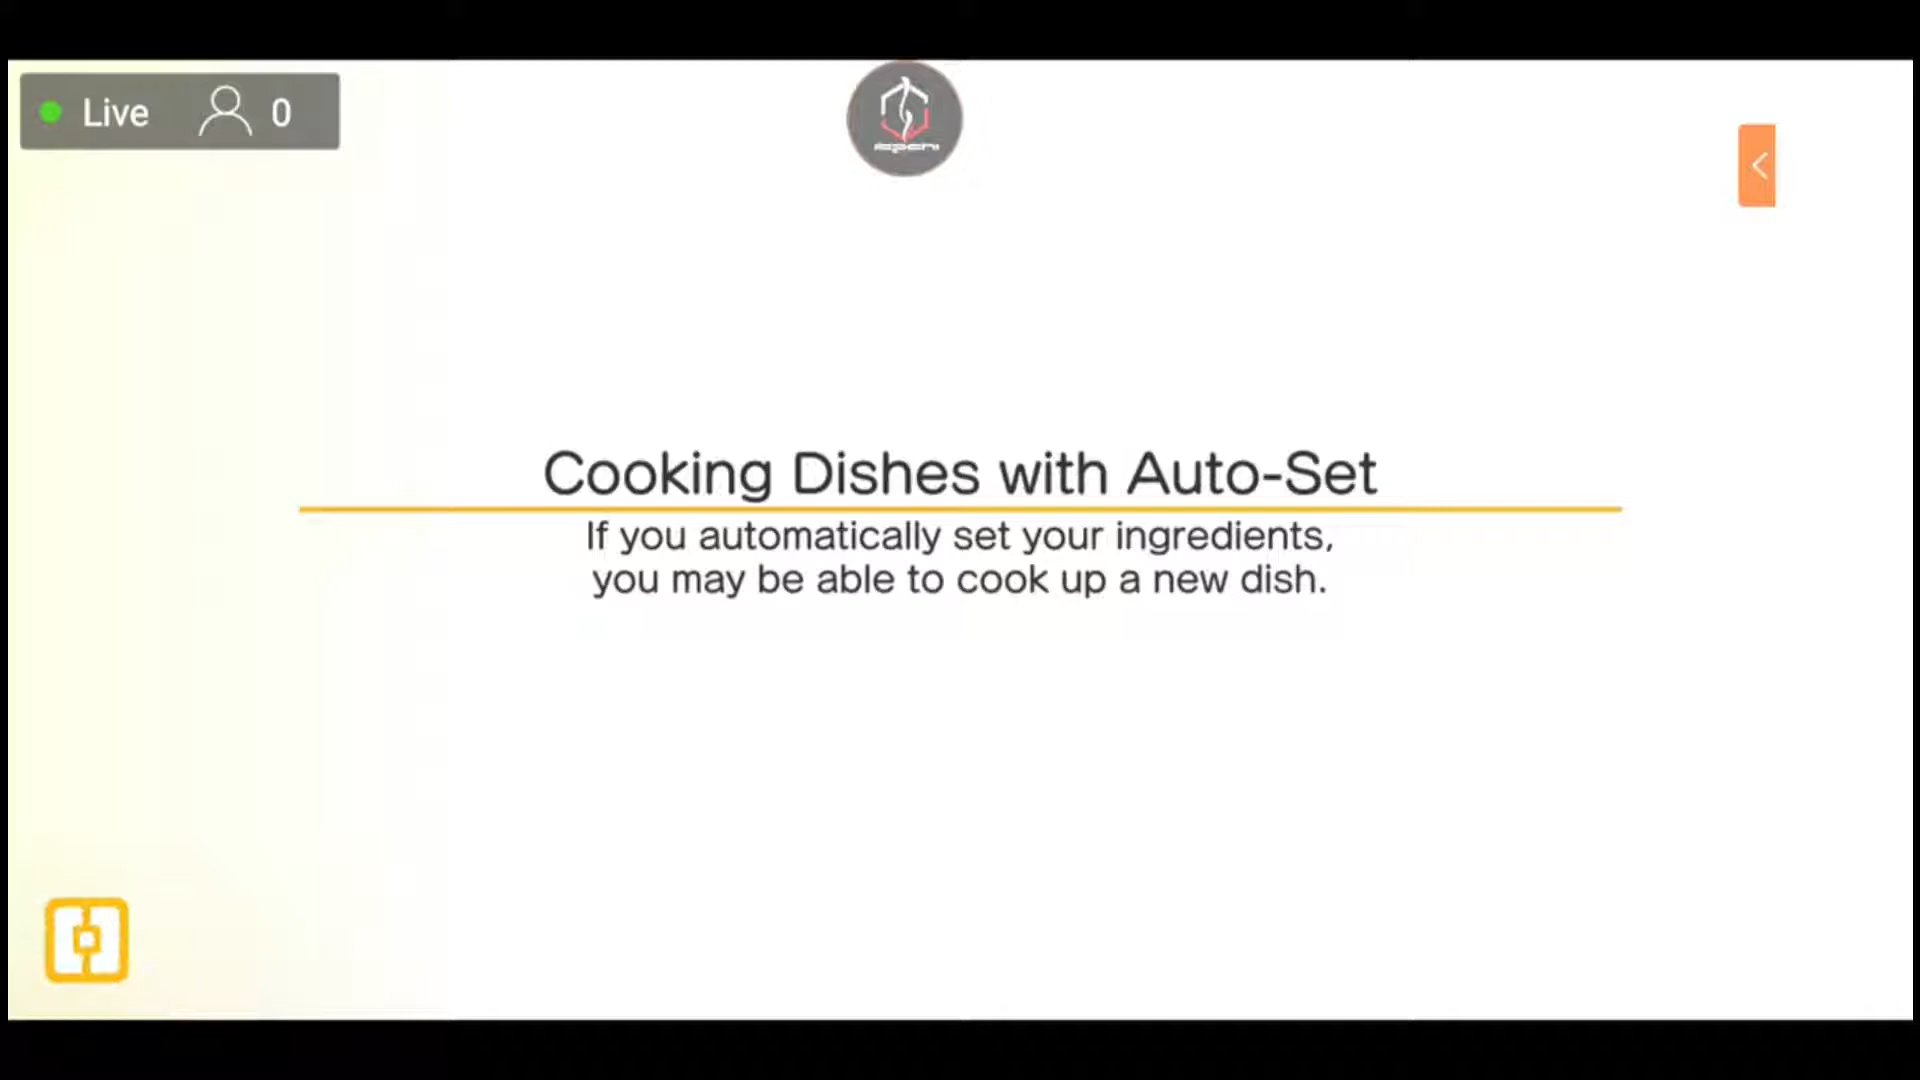 Live 0
Cooking Dishes with Auto-Set
If you automatically set your ingredients,
you may be able to cook up a new dish.